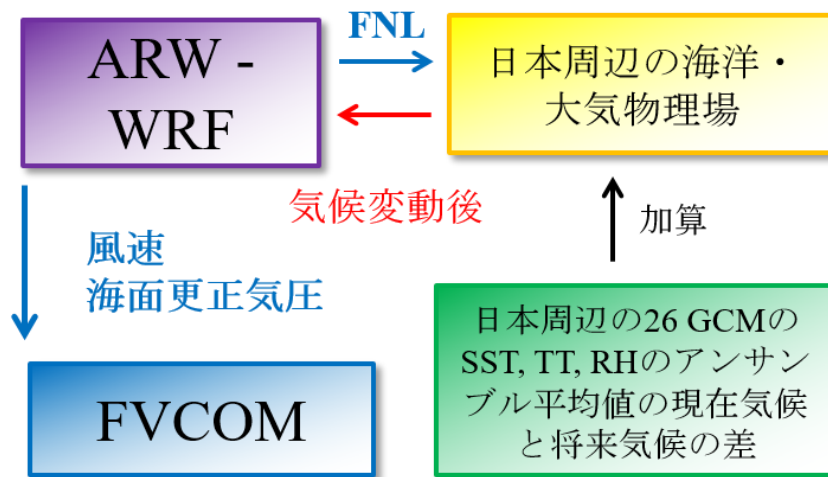 ARW -
WRF
FNL
日本周辺の海洋・
大気物理場
気候変動後
加算
風速
海面更正気圧
日本周辺の26 GCMの
SST, TT, RHのアンサン
ブル平均値の現在気候
と将来気候の差
FVCOM